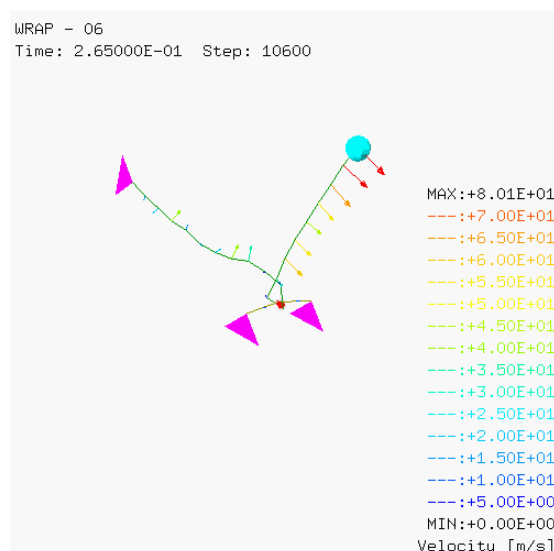 WRAP - 06
Time: 2.65000E-01  Step: 10600
MAX:+8.01E+01
---:+7.00E+01
---:+6.50E+01
---:+6.00E+01
---:+5.50E+01
---:+5.00E+01
---:+4.50E+01
---:+4.00E+01
---:+3.50E+01
---:+3.00E+01
---:+2.50E+01
---:+2.00E+01
---:+1.50E+01
---:+1.00E+01
---:+5.00E+00
MIN:+0.00E+00
Velocity [m/s]